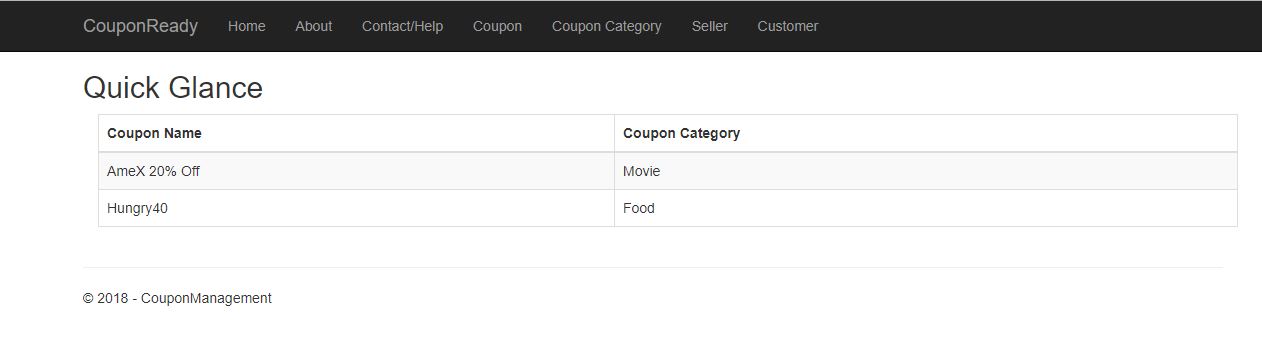 CouponReady Home About Contact/Help Coupon Coupon Category Seller Customer
Quick Glance
Coupon Name Coupon Category
AmeX 20% Off Movie
Hungry40 Food
© 2018 - CouponManagement